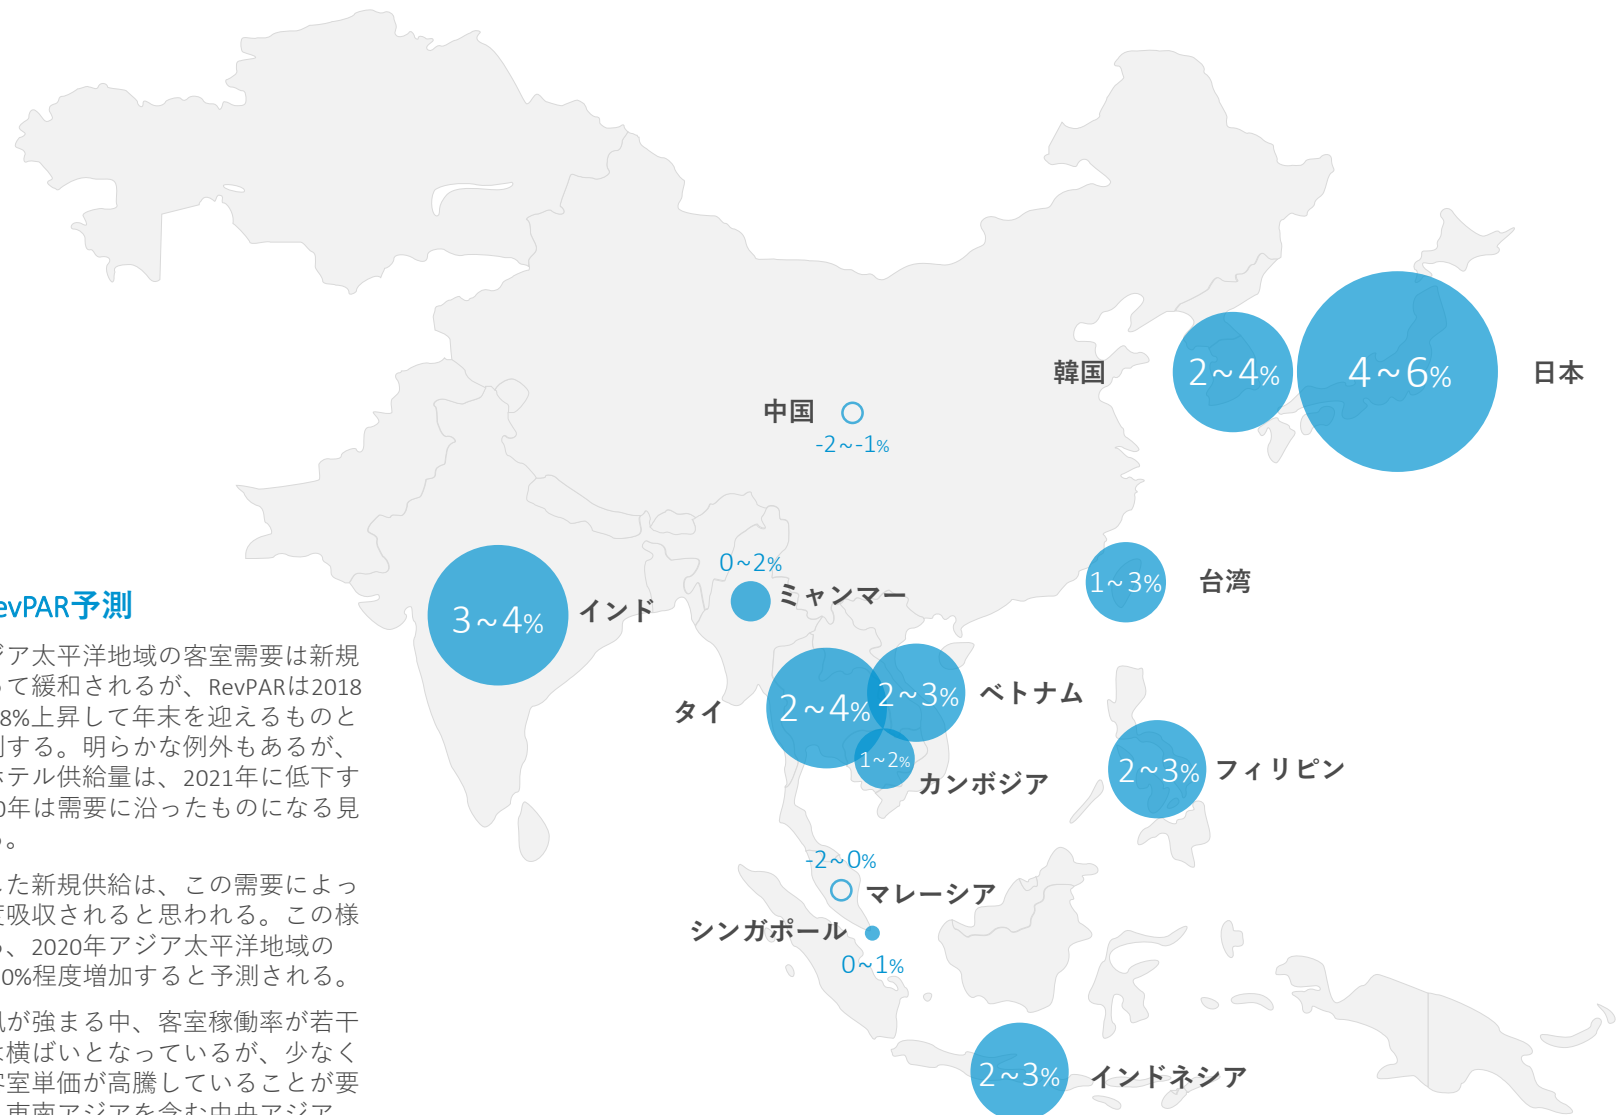 韓国
2~4%
4~6%
日本
中国
-2~-1%
0~2%
ミャンマー
1~3%
台湾
3~4%
インド
タイ
2~4%
2~3%
ベトナム
1~2%
カンボジア
2~3%
フィリピン
-2~0%
マレーシア
シンガポール
0~1%
2~3%
インドネシア
evPAR予測
ア太平洋地域の客室需要は新規
って緩和されるが、RevPARは2018
8%上昇して年末を迎えるものと
する。明らかな例外もあるが、
ホテル供給量は、2021年に低下す
0年は需要に沿ったものになる見
。
した新規供給は、この需要によっ
度吸収されると思われる。この様
、2020年アジア太平洋地域の
0%程度増加すると予測される。
が強まる中、客室稼働率が若干
は横ばいとなっているが、少なく
客室単価が高騰していることが要
東南アジアを含む中央アジア